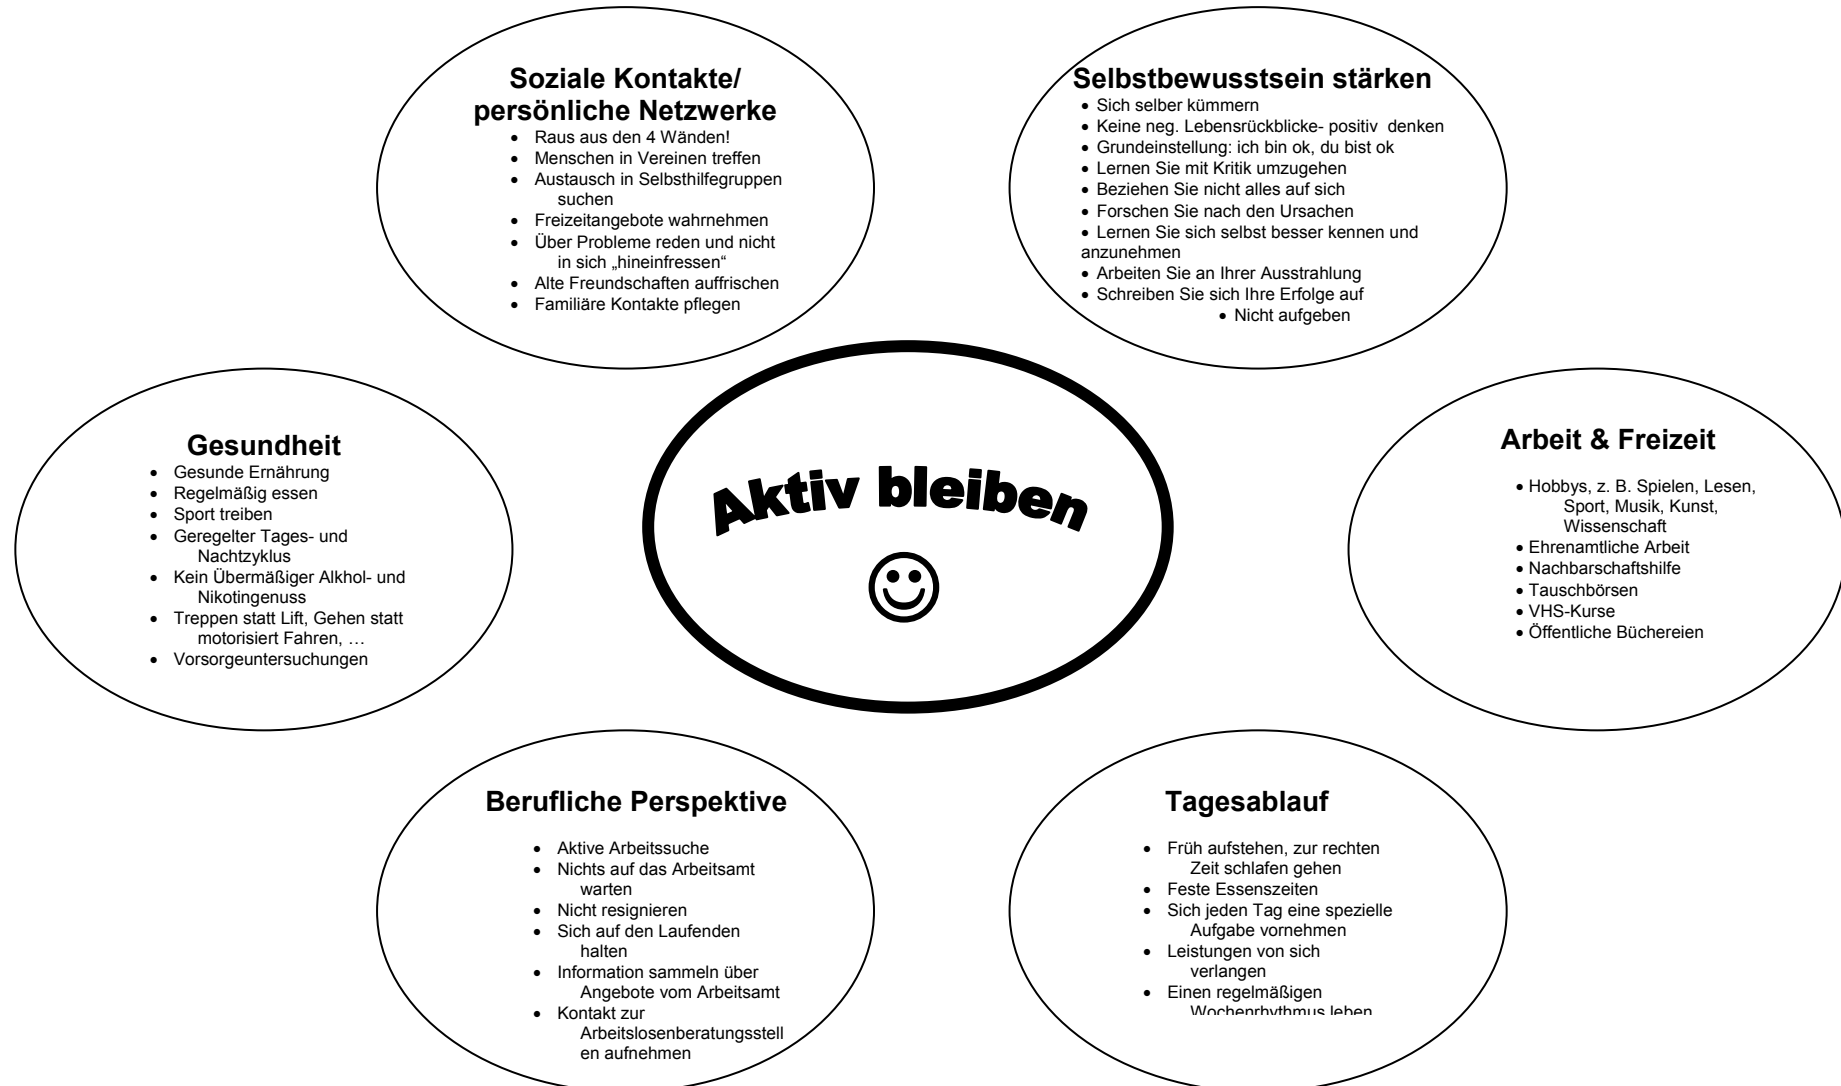 Soziale Kontakte/
persönliche Netzwerke
• Raus aus den 4 Wänden!
• Menschen in Vereinen treffen
• Austausch in Selbsthilfegruppen
suchen
• Freizeitangebote wahrnehmen
• Über Probleme reden und nicht
in sich „hineinfressen“
• Alte Freundschaften auffrischen
• Familiäre Kontakte pflegen
Selbstbewusstsein stärken
• Sich selber kümmern
• Keine neg. Lebensrückblicke- positiv denken
• Grundeinstellung: ich bin ok, du bist ok
• Lernen Sie mit Kritik umzugehen
• Beziehen Sie nicht alles auf sich
• Forschen Sie nach den Ursachen
• Lernen Sie sich selbst besser kennen und
anzunehmen
• Arbeiten Sie an Ihrer Ausstrahlung
• Schreiben Sie sich Ihre Erfolge auf
• Nicht aufgeben
Gesundheit
• Gesunde Ernährung
• Regelmäßig essen
• Sport treiben
• Geregelter Tages- und
Nachtzyklus
• Kein Übermäßiger Alkhol- und
Nikotingenuss
• Treppen statt Lift, Gehen statt
motorisiert Fahren, …
• Vorsorgeuntersuchungen
Aktiv bleiben
Arbeit & Freizeit
• Hobbys, z. B. Spielen, Lesen,
Sport, Musik, Kunst,
Wissenschaft
• Ehrenamtliche Arbeit
• Nachbarschaftshilfe
• Tauschbörsen
• VHS-Kurse
• Öffentliche Büchereien
Berufliche Perspektive
• Aktive Arbeitssuche
• Nichts auf das Arbeitsamt
warten
• Nicht resignieren
• Sich auf den Laufenden
halten
• Information sammeln über
Angebote vom Arbeitsamt
• Kontakt zur
Arbeitslosenberatungsstell
en aufnehmen
Tagesablauf
• Früh aufstehen, zur rechten
Zeit schlafen gehen
• Feste Essenszeiten
• Sich jeden Tag eine spezielle
Aufgabe vornehmen
• Leistungen von sich
verlangen
• Einen regelmäßigen
Wochenrhythmus leben